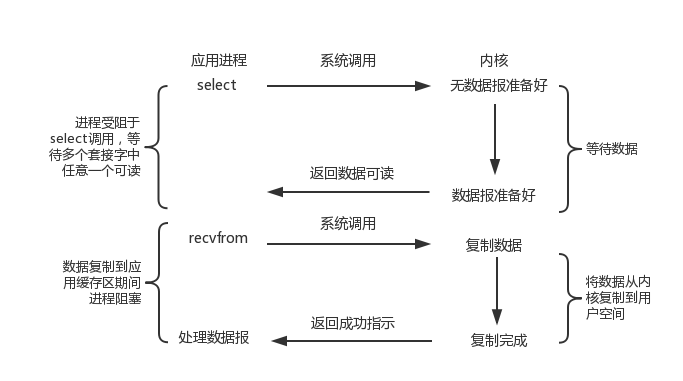 应用进程
系统调用
内核
select
无数据报准备好
进程受阻于
select调用，等
待多个套接字中
任意一个可读
等待数据
返回数据可读
数据报准备好
系统调用
recvfrom
复制数据
数据复制到应
用缓存区期间
进程阻塞
将数据从内
核复制到用
户空间
返回成功指示
处理数据报
复制完成